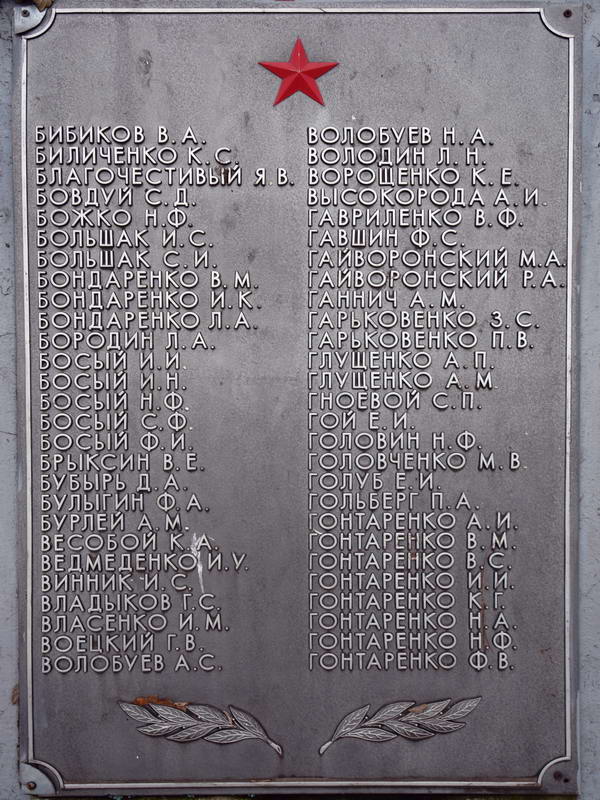 БИБИКОВ В.А.
БИЛИЧЕНКО К.С.
БЛАГОЧЕСТИВЫЙ Я.В.
БОВДУЙ С.Д.
БОЖКО Н.Ф.
БОЛЬШАК И.С.
БОЛЬШАК С.И.
БОНДАРЕНКО В.М.
БОНДАРЕНКО И.К.
БОНДАРЕНКО Л.А.
БОРОДИН Л.А.
БОСЫЙ И.И.
БОСЫЙ И.Н.
БОСЫЙ Н.Ф.
БОСЫЙ С.Ф.
БОСЫЙ Ф.И.
БРЫКСИН В.Е.
БУБЫРЬ Д.А.
БУЛЫГИН Ф.А.
БУРЛЕЙ А.М.
ВЕСОБОЙ К.А.
ВЕДМЕДЕНКО И.У.
ВИННИК И.С.
ВЛАДЫКОВ Г.С.
ВЛАСЕНКО И.М.
ВОЕЦКИЙ Г.В.
ВОЛОБУЕВ А.С.
ВОЛОБУЕВ Н.А.
ВОЛОДИН Л.Н.
ВОРОЩЕНКО К.Е.
ВЫСОКОРОДА А.И.
ГАВРИЛЕНКО В.Ф.
ГАВШИН Ф.С.
ГАЙВОРОНСКИЙ М.А.
ГАЙВОРОНСКИЙ Р.А.
ГАННИЧ А.М.
ГАРЬКОВЕНКО З.С.
ГАРЬКОВЕНКО П.В.
ГЛУЩЕНКО А.П.
ГЛУЩЕНКО А.М.
ГНОЕВОЙ С.П.
ГОЙ Е.И.
ГОЛОВИН Н.Ф.
ГОЛОВЧЕНКО М.В.
ГОЛУБ Е.И.
ГОЛЬБЕРГ П.А.
ГОНТАРЕНКО А.И.
ГОНТАРЕНКО В.М.
ГОНТАРЕНКО В.С.
ГОНТАРЕНКО И.И.
ГОНТАРЕНКО К.Г.
ГОНТАРЕНКО Н.А.
ГОНТАРЕНКО Н.Ф.
ГОНТАРЕНКО Ф.В.